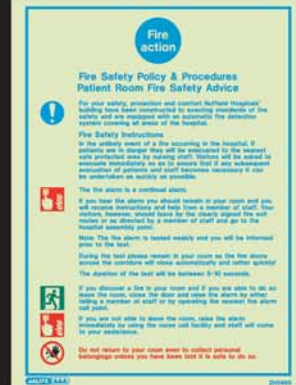 Fire
action
Fire Safety Policy & Procedures
Patient Room Fire Safety Advice
For your safety, protection and comfort Nuffield Hospitals'
building have been constructed to exacting standards of fire
safety and are equipped with an automatic fire detection
system covering all areas of the hospital.
Fire Safety Instructions
In the unlikely event of a fire occurring in the hospital, if
patients are in danger they will be evacuated to the nearest
safe protected area by nursing staff. Visitors will be asked to
evacuate immediately so as to ensure that if any subsequent
evacuation of patients and staff becomes necessary it can
be undertaken as quickly as possible.
The fire alarm is a continual alarm.
If you hear the alarm you should remain in your room and you
will receive instructions and help from a member of staff. Your
visitors, however, should leave by the clearly signed fire exit
routes or as directed by a member of staff and go to the
hospital assembly point.
Note: The fire alarm is tested weekly and you will be informed
prior to the test.
During the test please remain in your room as the fire doors
across the corridors will close automatically and rather quickly!
The duration of the test will be between 5-10 seconds.
If you discover a fire in your room and if you are able to do so
leave the room, close the door and raise the alarm by either
telling a member of staff or by operating the nearest fire alarm
call point.
If you are not able to leave the room, raise the alarm
immediately by using the nurse call facility and staff will come
to your assistance.
Do not return to your room even to collect personal
belongings unless you have been told it is safe to do so.